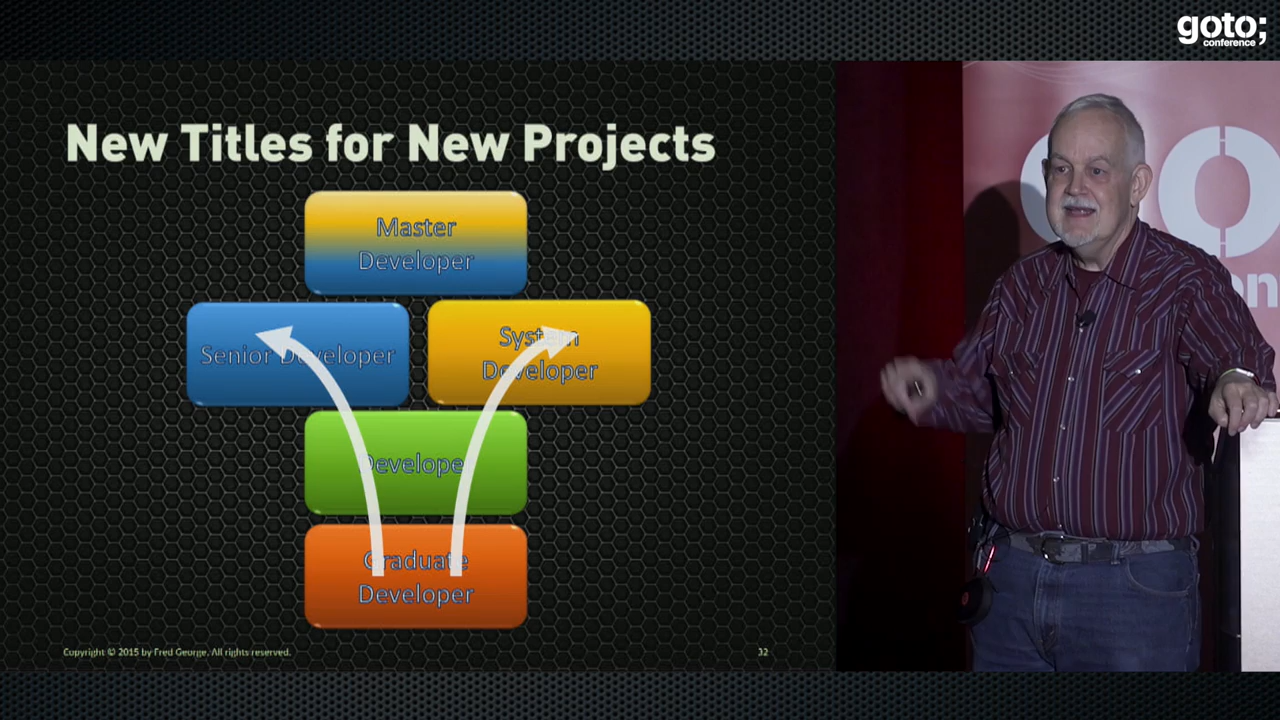 goto;
conference
New Titles for New Projects
Master
Developer
Senior Developer
System
Developer
Developer
Graduate
Developer
Copyright © 2015 by Fred George. All rights reserved.
32